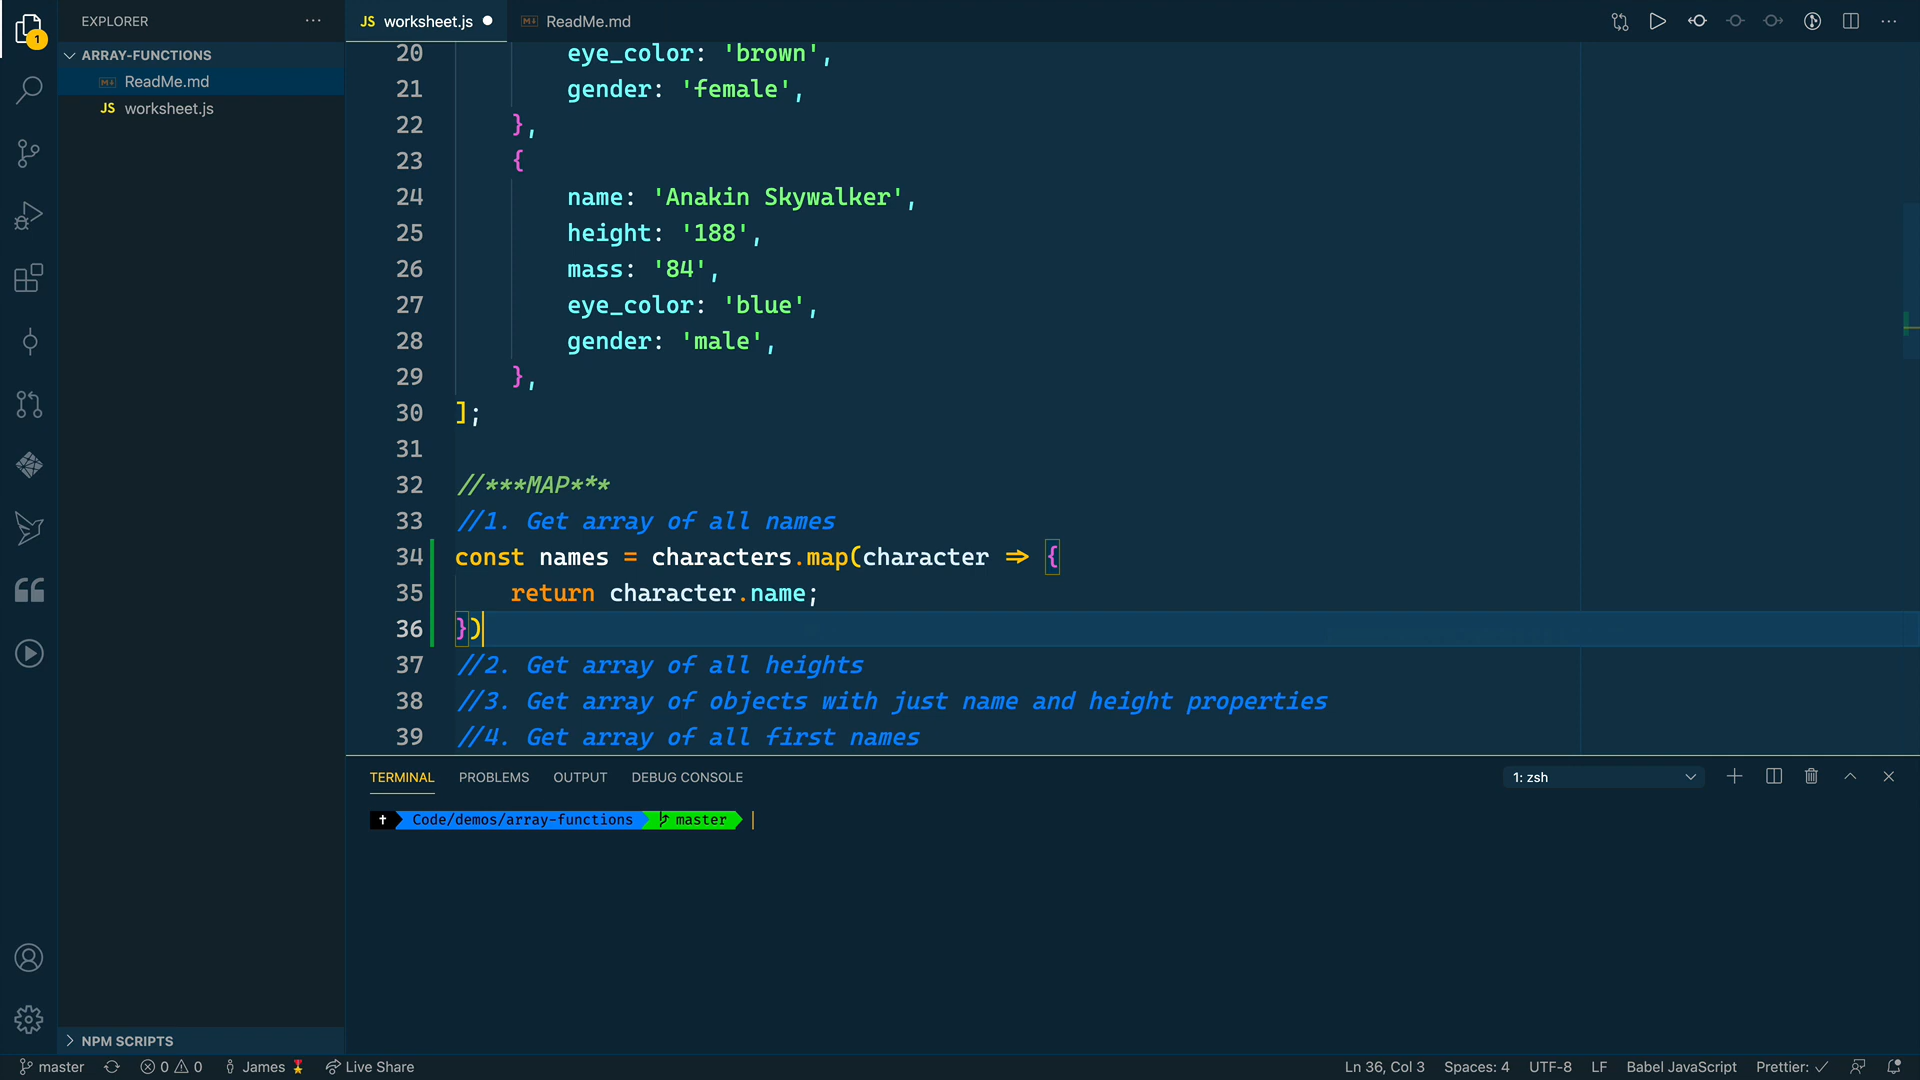 EXPLORER
1
ARRAY-FUNCTIONS
ReadMe.md
JS worksheet.js
NPM SCRIPTS
JS worksheet.js
ReadMe.md
20 eye_color: 'brown',
21 gender: 'female',
22 },
23 {
24 name: 'Anakin Skywalker',
25 height: '188',
26 mass: '84',
27 eye_color: 'blue',
28 gender: 'male',
29 },
30 ];
31
32 //***MAP***
33 //1. Get array of all names
34 const names = characters.map(character => {
35 return character.name;
36 })
37 //2. Get array of all heights
38 //3. Get array of objects with just name and height properties
39 //4. Get array of all first names
TERMINAL PROBLEMS OUTPUT DEBUG CONSOLE 1: zsh
Code/demos/array-functions master
master 0 0 James Live Share Ln 36, Col 3 Spaces: 4 UTF-8 LF Babel JavaScript Prettier: ✓